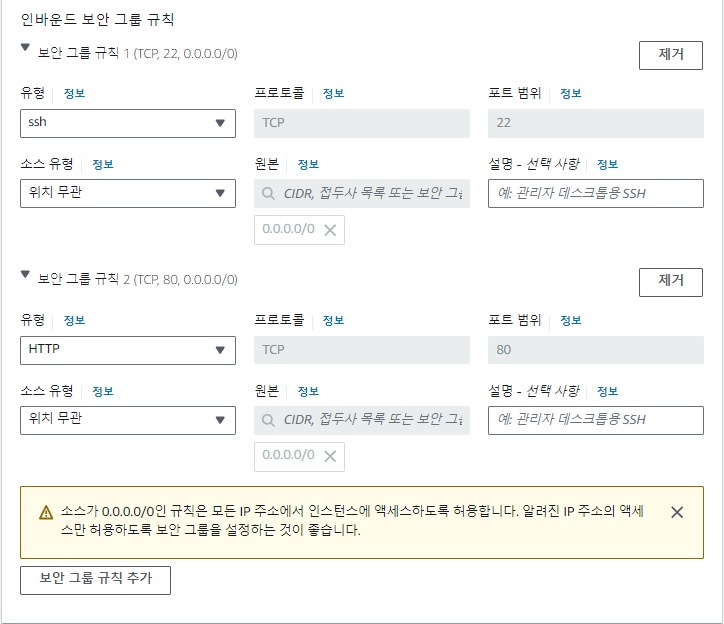 인바운드 보안 그룹 규칙
보안 그룹 규칙 1 (TCP, 22, 0.0.0.0/0)
제거
유형 정보 프로토콜 정보 포트 범위 정보
ssh TCP 22
소스 유형 정보 원본 정보 설명 - 선택 사항 정보
위치 무관 CIDR, 접두사 목록 또는 보안 그룹 예: 관리자 데스크톱용 SSH
0.0.0.0/0
보안 그룹 규칙 2 (TCP, 80, 0.0.0.0/0)
제거
유형 정보 프로토콜 정보 포트 범위 정보
HTTP TCP 80
소스 유형 정보 원본 정보 설명 - 선택 사항 정보
위치 무관 CIDR, 접두사 목록 또는 보안 그룹 예: 관리자 데스크톱용 SSH
0.0.0.0/0
소스가 0.0.0.0/0인 규칙은 모든 IP 주소에서 인스턴스에 액세스하도록 허용합니다. 알려진 IP 주소의 액세
스만 허용하도록 보안 그룹을 설정하는 것이 좋습니다.
보안 그룹 규칙 추가